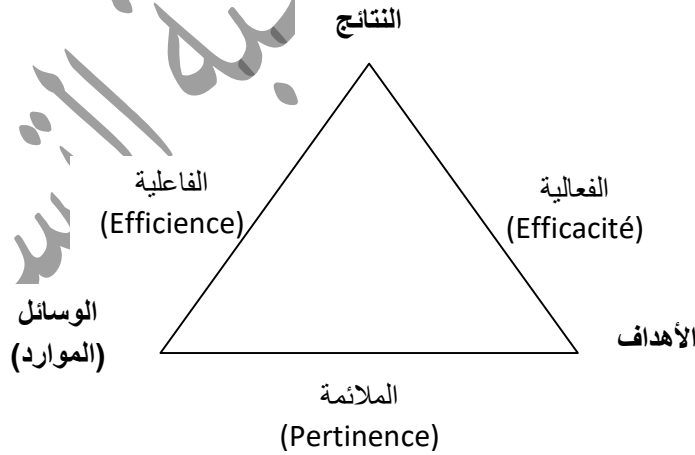 النتائج
الفاعلية
(Efficience)
الفعالية
(Efficacité)
الوسائل
(الموارد)
الأهداف
الملائمة
(Pertinence)